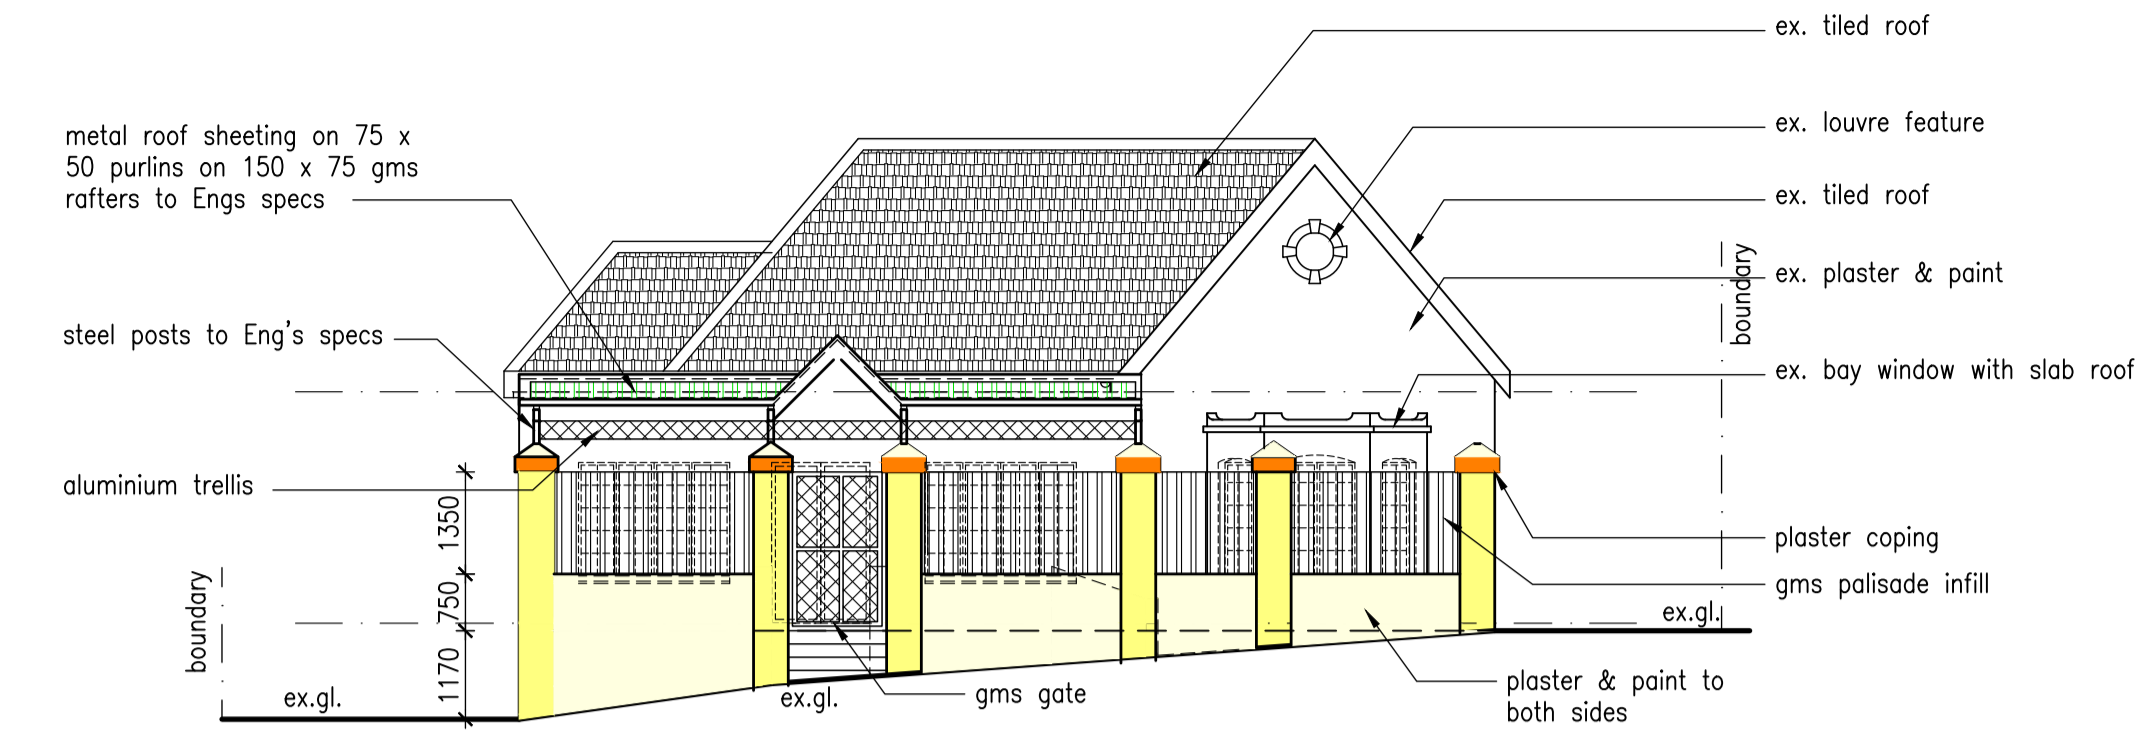 ex. tiled roof
ex. louvre feature
metal roof sheeting on 75 x
50 purlins on 150 x 75 gms
rafters to Engs specs
ex. tiled roof
ex. plaster & paint
boundary
steel posts to Eng's specs
ex. bay window with slab roof
aluminium trellis
1350
plaster coping
750
gms palisade infill
boundary
ex.gl.
1170
ex.gl.
ex.gl.
gms gate
plaster & paint to
both sides